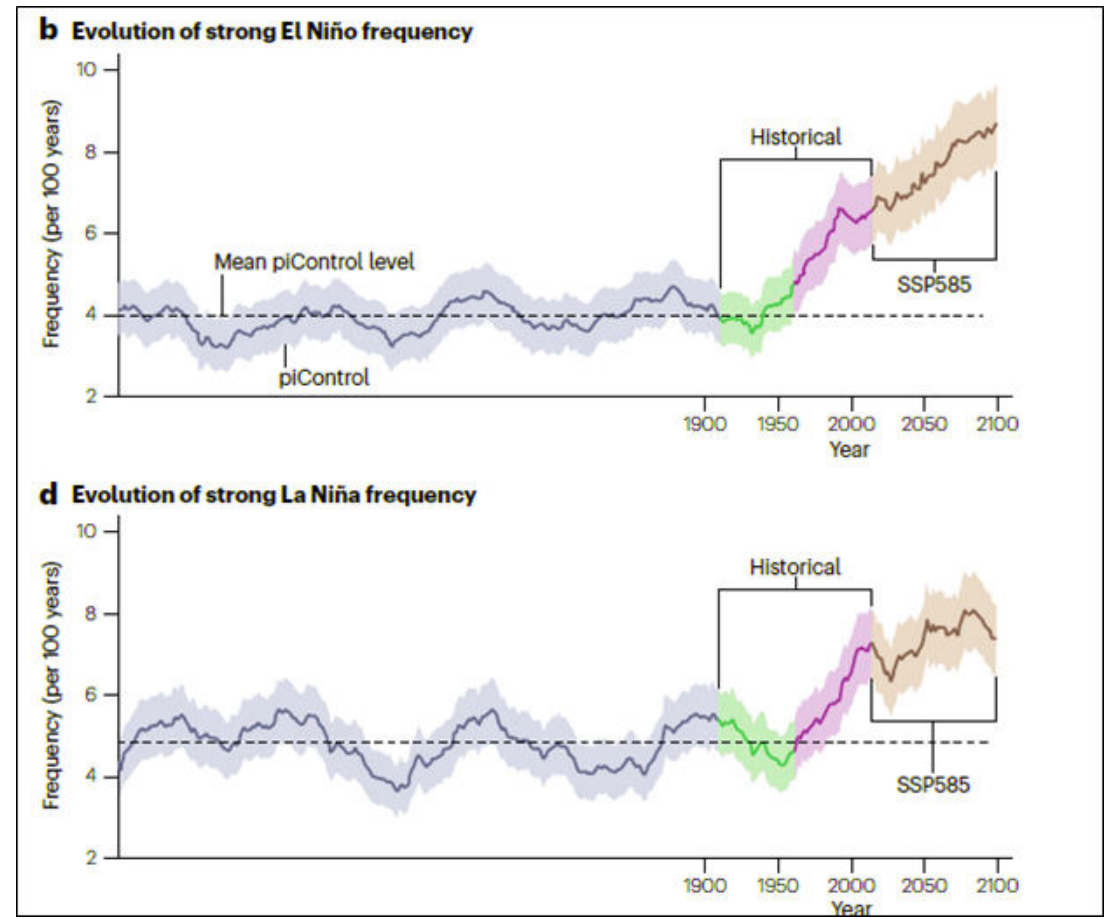 b Evolution of strong El Niño frequency
10
8
6
4
2
Frequency (per 100 years)
Historical
Mean piControl level
piControl
SSP585
1900 1950 2000 2050 2100
Year
d Evolution of strong La Niña frequency
10
8
6
4
2
Frequency (per 100 years)
Historical
SSP585
1900 1950 2000 2050 2100
Year